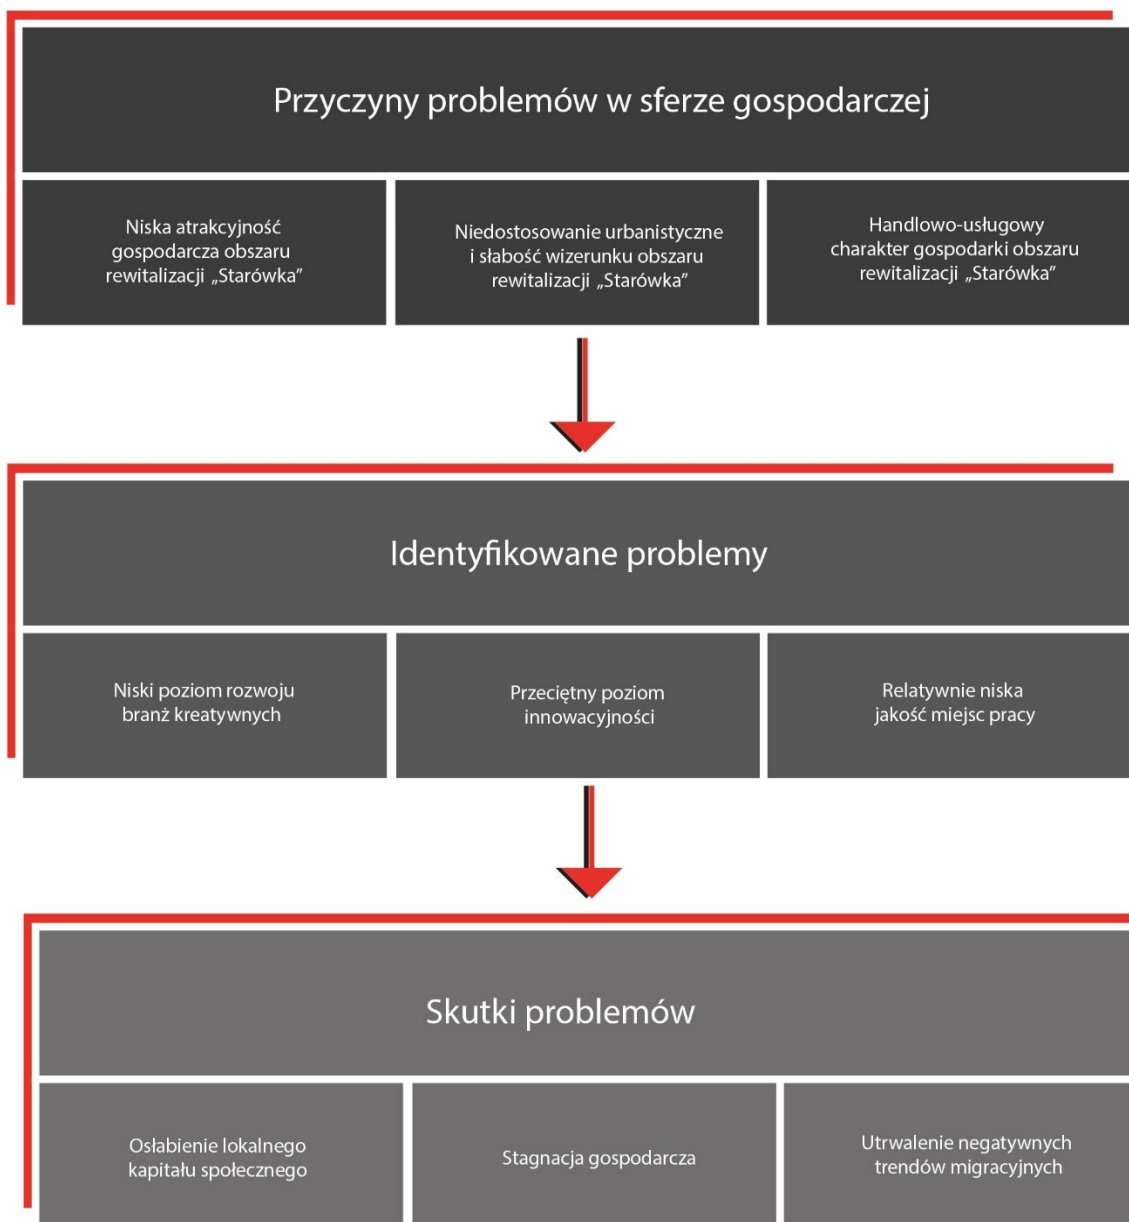 Przyczyny problemów w sferze gospodarczej
Niska atrakcyjność
gospodarcza obszaru
rewitalizacji „Starówka”
Niedostosowanie urbanistyczne
i słabość wizerunku obszaru
rewitalizacji „Starówka”
Handlowo-usługowy
charakter gospodarki obszaru
rewitalizacji „Starówka”
Identyfikowane problemy
Niski poziom rozwoju
branż kreatywnych
Przeciętny poziom
innowacyjności
Relatywnie niska
jakość miejsc pracy
Skutki problemów
Osłabienie lokalnego
kapitału społecznego
Stagnacja gospodarcza
Utrwalenie negatywnych
trendów migracyjnych